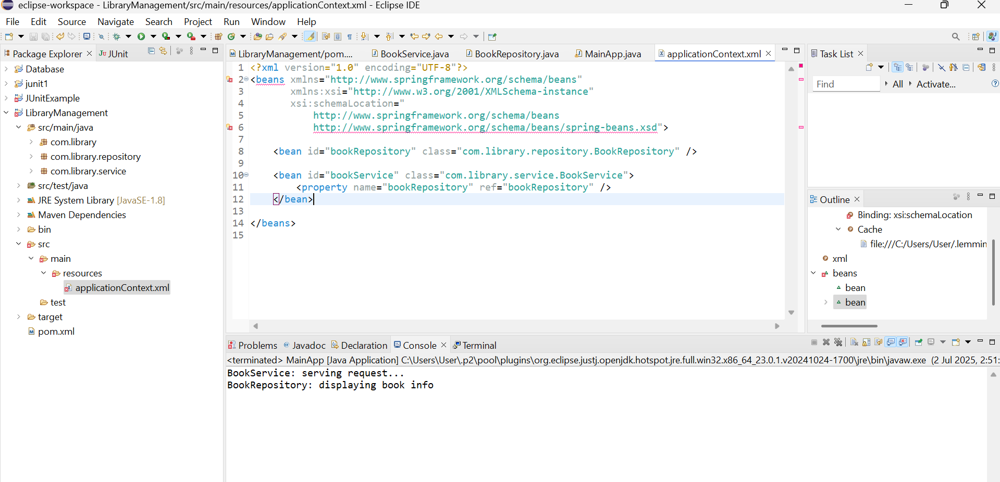 eclipse-workspace - LibraryManagement/src/main/resources/applicationContext.xml - Eclipse IDE
File Edit Source Navigate Search Project Run Window Help
Package Explorer
JUnit
Database
junit1
JUnitExample
LibraryManagement
src/main/java
com.library
com.library.repository
com.library.service
src/test/java
JRE System Library [JavaSE-1.8]
Maven Dependencies
bin
src
main
resources
applicationContext.xml
test
target
pom.xml
LibraryManagement/pom.... BookService.java BookRepository.java MainApp.java applicationContext.xml
1 <?xml version="1.0" encoding="UTF-8"?>
2 <beans xmlns="http://www.springframework.org/schema/beans"
3 xmlns:xsi="http://www.w3.org/2001/XMLSchema-instance"
4 xsi:schemaLocation="
5 http://www.springframework.org/schema/beans
6 http://www.springframework.org/schema/beans/spring-beans.xsd">
7
8 <bean id="bookRepository" class="com.library.repository.BookRepository" />
9
10 <bean id="bookService" class="com.library.service.BookService">
11 <property name="bookRepository" ref="bookRepository" />
12 </bean>
13
14 </beans>
15
Task List
Find All Activate...
Outline
Binding: xsi:schemaLocation
Cache
file:///C:/Users/User/.lemmin
xml
beans
bean
bean
Problems Javadoc Declaration Console Terminal
<terminated> MainApp [Java Application] C:\Users\User\.p2\pool\plugins\org.eclipse.justj.openjdk.hotspot.jre.full.win32.x86_64_23.0.1.v20241024-1700\jre\bin\javaw.exe (2 Jul 2025, 2:51:
BookService: serving request...
BookRepository: displaying book info